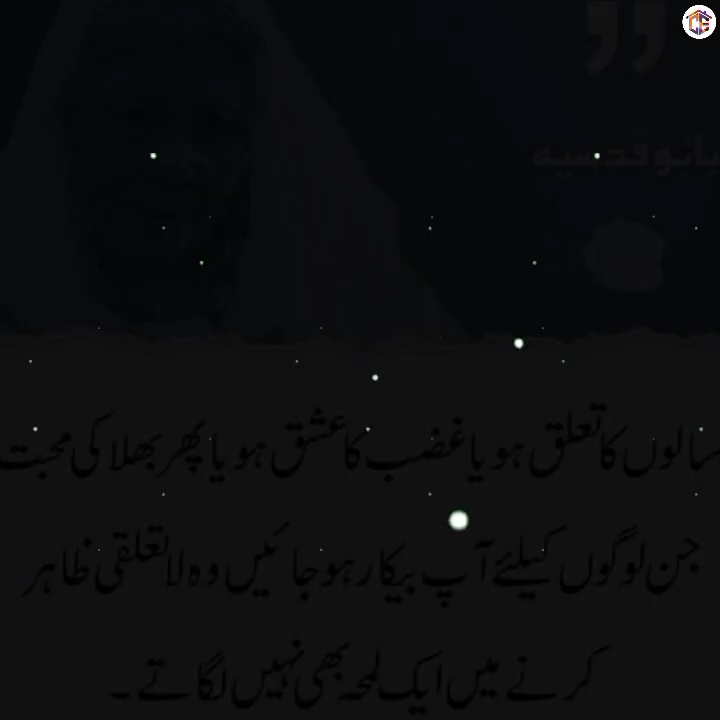 بانو قدسیہ
سالوں کا تعلق ہو یا غضب کا عشق ہو یا پھر بھلا کی محبت
جن لوگوں کیلئے آپ بیکار ہو جائیں وہ لاتعلقی ظاہر
کرنے میں ایک لمحہ بھی نہیں لگاتے ۔